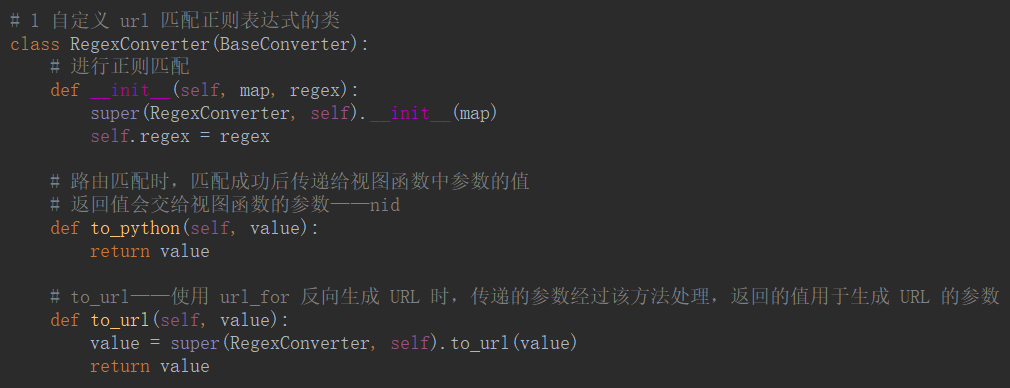 # 1 自定义 url 匹配正则表达式的类
class RegexConverter(BaseConverter):
    # 进行正则匹配
    def __init__(self, map, regex):
        super(RegexConverter, self).__init__(map)
        self.regex = regex

    # 路由匹配时，匹配成功后传递给视图函数中参数的值
    # 返回值会交给视图函数的参数——nid
    def to_python(self, value):
        return value

    # to_url——使用 url_for 反向生成 URL 时，传递的参数经过该方法处理，返回的值用于生成 URL 的参数
    def to_url(self, value):
        value = super(RegexConverter, self).to_url(value)
        return value